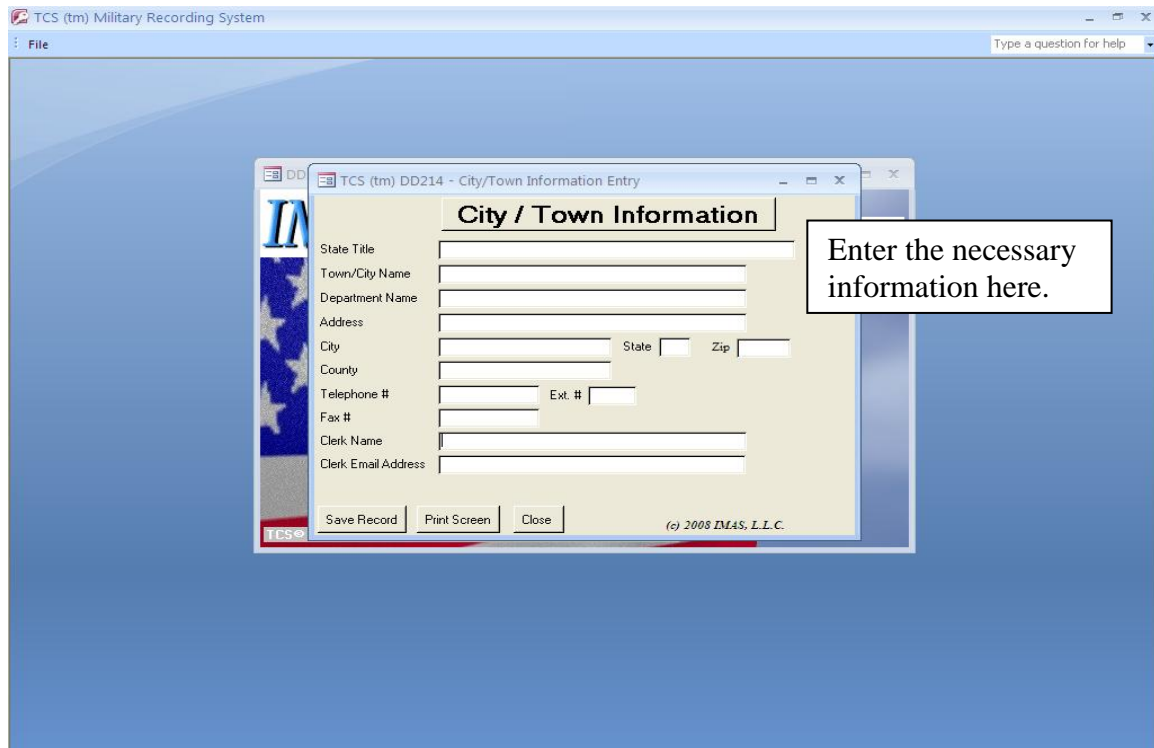 TCS (tm) Military Recording System
File
Type a question for help
DD
TCS (tm) DD214 - City/Town Information Entry
City / Town Information
Enter the necessary
information here.
State Title
Town/City Name
Department Name
Address
City State Zip
County
Telephone # Ext. #
Fax #
Clerk Name
Clerk Email Address
Save Record Print Screen Close
(c) 2008 IMAS, L.L.C.
TCS©